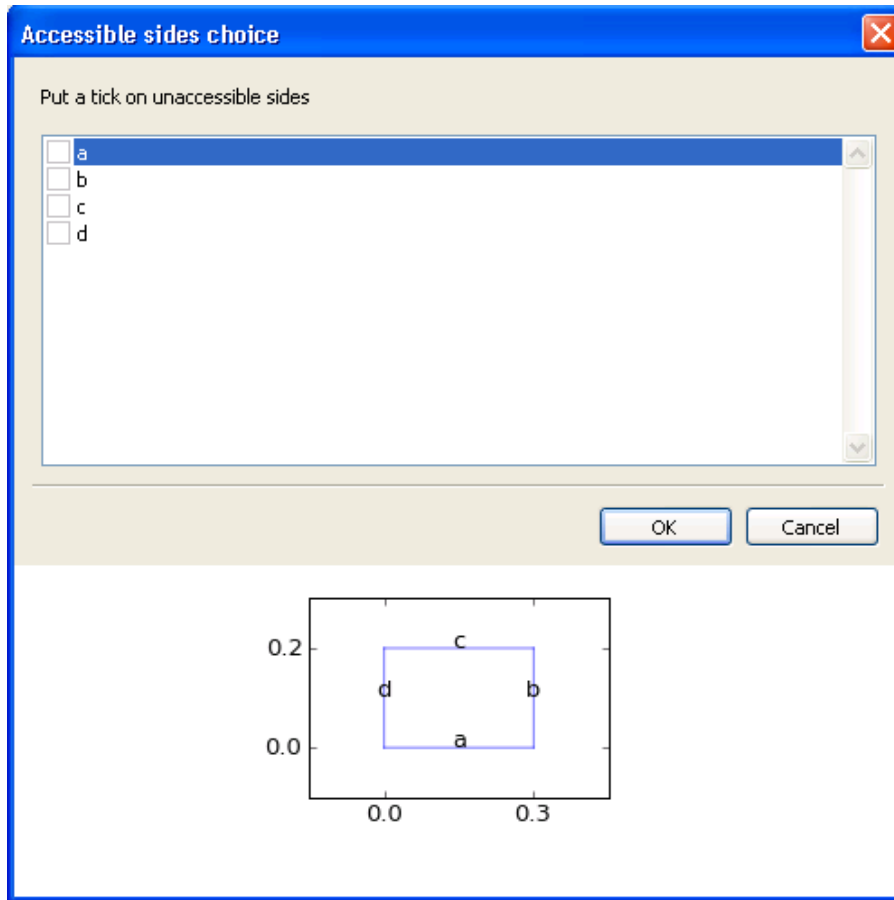 Accessible sides choice
Put a tick on unaccessible sides
a
b
c
d
OK Cancel
c
0.2
d b
a
0.0
0.0 0.3